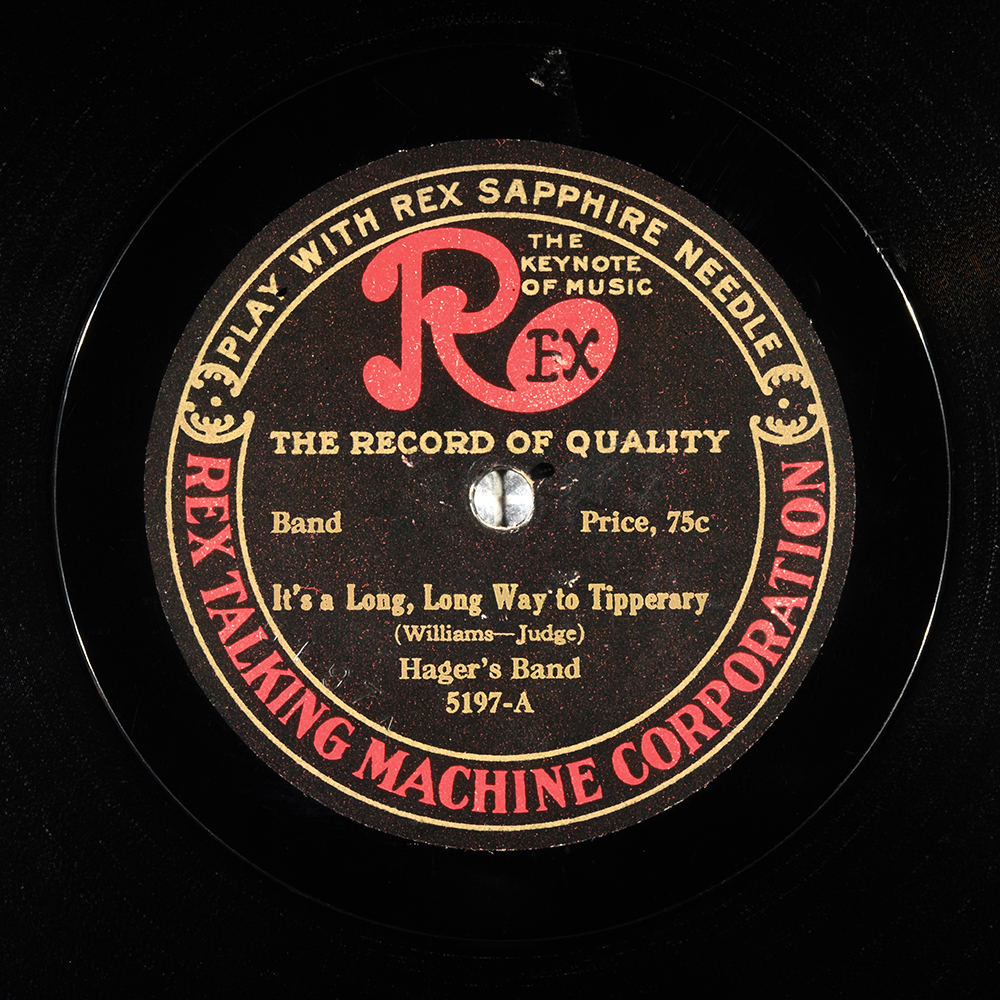 PLAY WITH REX SAPPHIRE NEEDLE
REX
THE
KEYNOTE
OF MUSIC
THE RECORD OF QUALITY
Band Price, 75c
It's a Long, Long Way to Tipperary
(Williams—Judge)
Hager's Band
5197-A
REX TALKING MACHINE CORPORATION